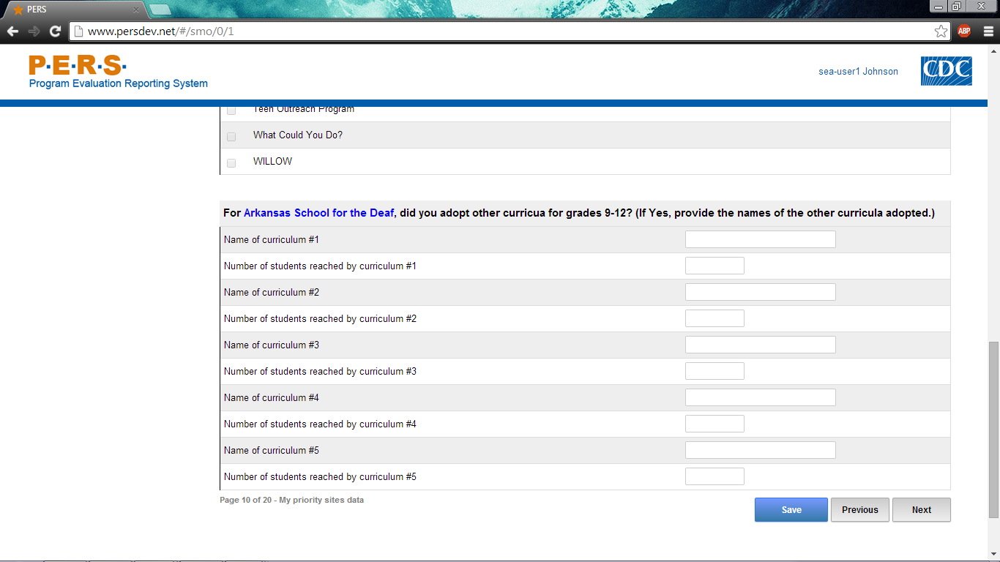 PERS
www.persdev.net/#/smo/0/1
ABP
P·E·R·S·
Program Evaluation Reporting System
sea-user1 Johnson
CDC
Teen Outreach Program
What Could You Do?
WILLOW
For Arkansas School for the Deaf, did you adopt other curricua for grades 9-12? (If Yes, provide the names of the other curricula adopted.)
Name of curriculum #1
Number of students reached by curriculum #1
Name of curriculum #2
Number of students reached by curriculum #2
Name of curriculum #3
Number of students reached by curriculum #3
Name of curriculum #4
Number of students reached by curriculum #4
Name of curriculum #5
Number of students reached by curriculum #5
Page 10 of 20 - My priority sites data
Save
Previous
Next